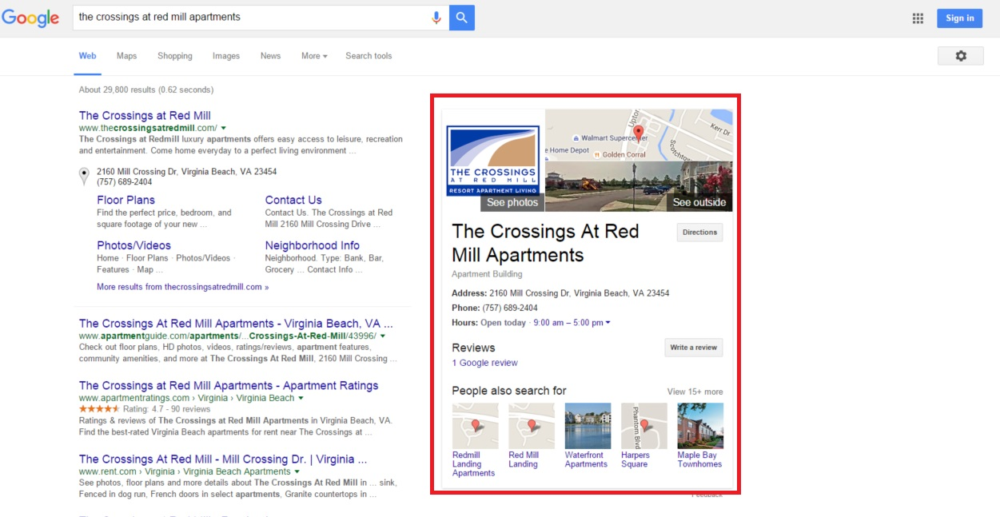 Google
the crossings at red mill apartments
Sign in
Web Maps Shopping Images News More Search tools
About 29,800 results (0.62 seconds)
The Crossings at Red Mill
www.thecrossingsatredmill.com/
The Crossings at Redmill luxury apartments offers easy access to leisure, recreation
and entertainment. Come home everyday to a perfect living environment ...
2160 Mill Crossing Dr, Virginia Beach, VA 23454
(757) 689-2404
Floor Plans
Find the perfect price, bedroom, and
square footage of your new ...
Contact Us
Contact Us. The Crossings at Red
Mill 2160 Mill Crossing Drive ...
Photos/Videos
Home · Floor Plans · Photos/Videos ·
Features · Map ...
Neighborhood Info
Neighborhood. Type: Bank, Bar,
Grocery ... Contact Info ...
More results from thecrossingsatredmill.com »
The Crossings At Red Mill Apartments - Virginia Beach, VA ...
www.apartmentguide.com/apartments/...Crossings-At-Red-Mill/43996/
Check out floor plans, HD photos, videos, ratings/reviews, apartment features,
community amenities, and more at The Crossings At Red Mill, 2160 Mill Crossing ...
The Crossings at Red Mill Apartments - Apartment Ratings
www.apartmentratings.com › Virginia › Virginia Beach
Rating: 4.7 - 90 reviews
Ratings & reviews of The Crossings at Red Mill Apartments in Virginia Beach, VA.
Find the best-rated Virginia Beach apartments for rent near The Crossings at ...
The Crossings At Red Mill - Mill Crossing Dr. | Virginia ...
www.rent.com › Virginia › Virginia Beach Apartments
See photos, floor plans and more details about The Crossings At Red Mill in ... sink,
Fenced in dog run, French doors in select apartments, Granite countertops in ...
THE CROSSINGS
AT RED MILL
RESORT APARTMENT LIVING
See photos
Upton
Kerr Dr
Walmart Supercenter
e Home Depot
Golden Corral
Scotchtown
See outside
The Crossings At Red
Mill Apartments
Directions
Apartment Building
Address: 2160 Mill Crossing Dr, Virginia Beach, VA 23454
Phone: (757) 689-2404
Hours: Open today · 9:00 am – 5:00 pm
Reviews
Write a review
1 Google review
People also search for
View 15+ more
Phantom Blvd
Redmill
Landing
Apartments
Red Mill
Landing
Waterfront
Apartments
Harpers
Square
Maple Bay
Townhomes
Feedback